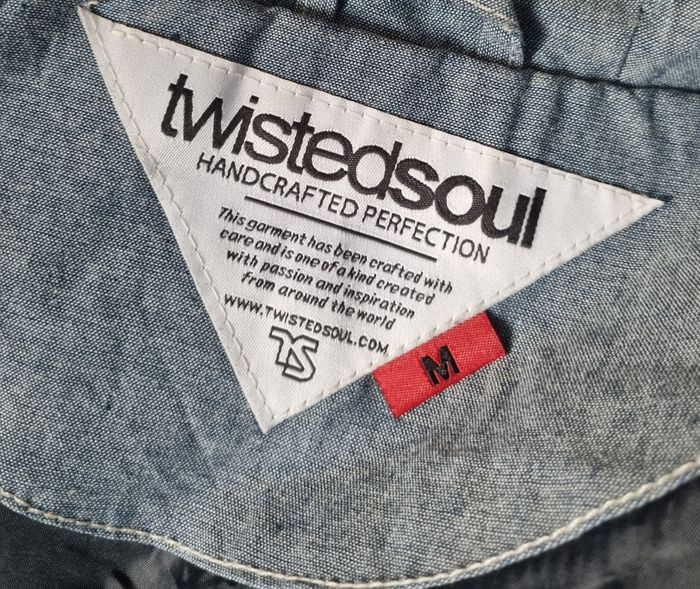 twistedsoul
HANDCRAFTED PERFECTION
This garment has been crafted with
care and is one of a kind created
with passion and inspiration
from around the world
WWW.TWISTEDSOUL.COM
TS
M